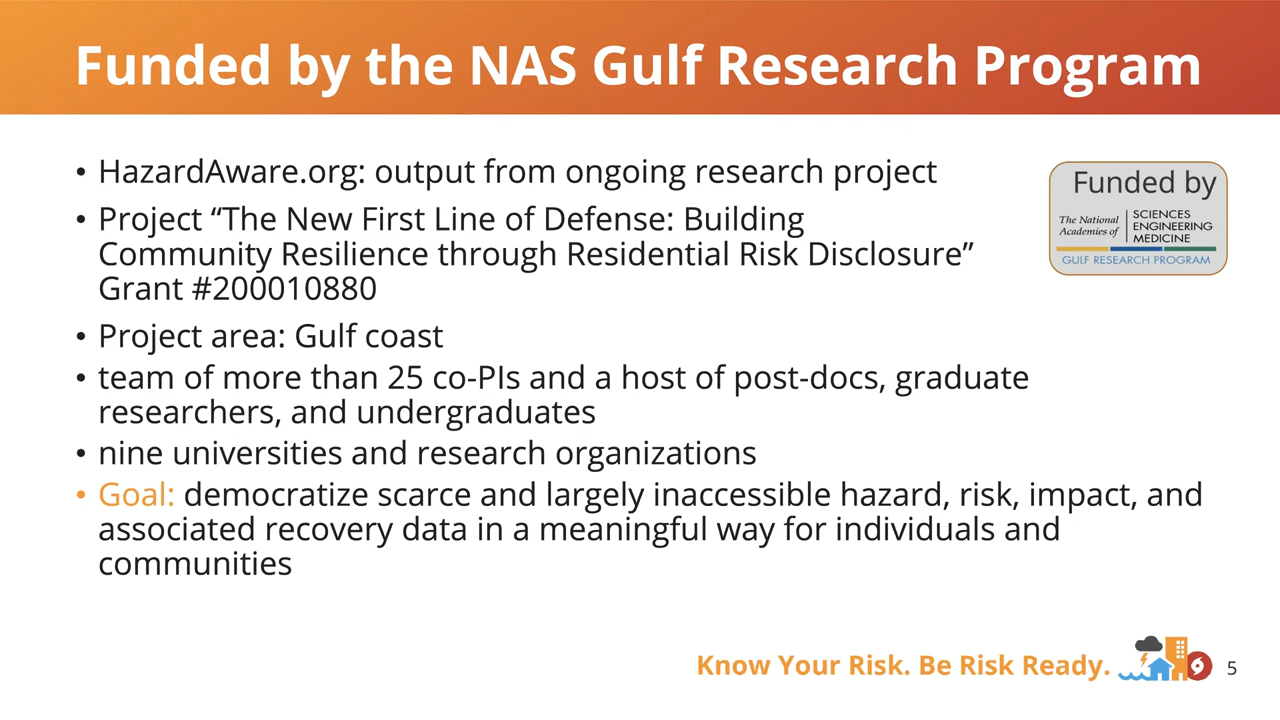 Funded by the NAS Gulf Research Program
• HazardAware.org: output from ongoing research project
• Project “The New First Line of Defense: Building
Community Resilience through Residential Risk Disclosure”
Grant #200010880
• Project area: Gulf coast
• team of more than 25 co-PIs and a host of post-docs, graduate
researchers, and undergraduates
• nine universities and research organizations
• Goal: democratize scarce and largely inaccessible hazard, risk, impact, and
associated recovery data in a meaningful way for individuals and
communities
Funded by
The National
Academies of
SCIENCES
ENGINEERING
MEDICINE
GULF RESEARCH PROGRAM
Know Your Risk. Be Risk Ready.
5